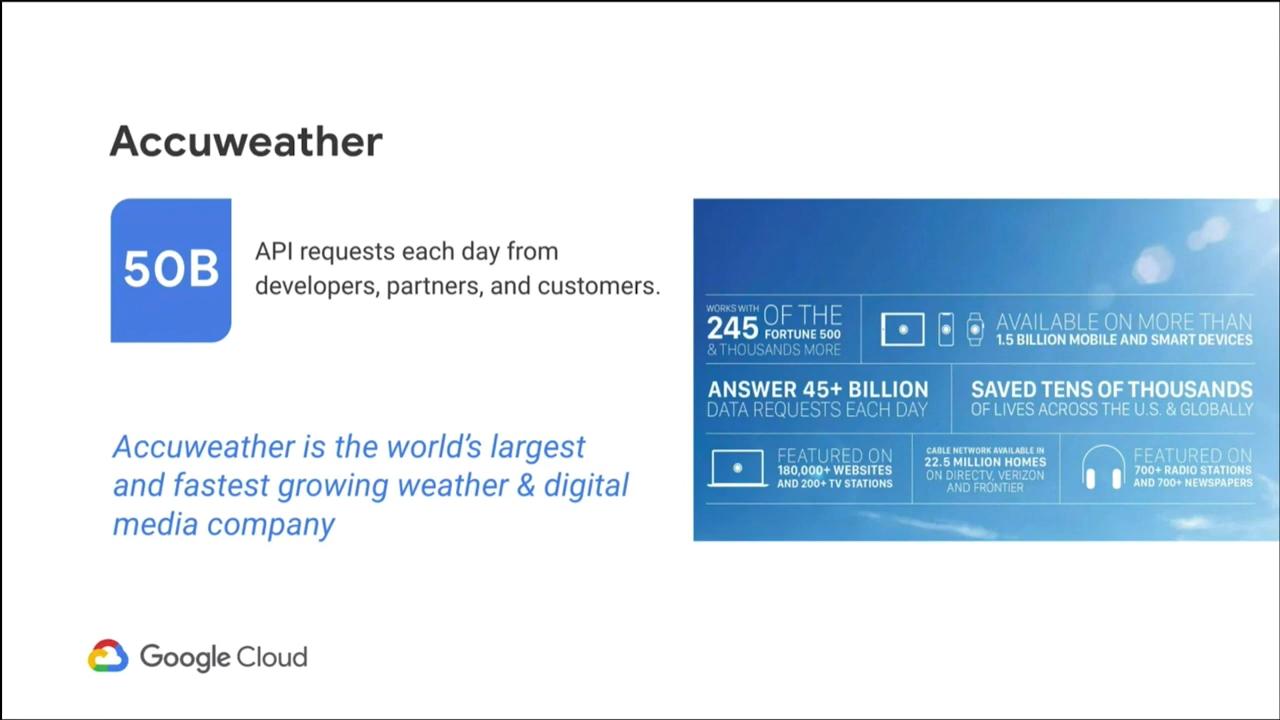 Accuweather
50B
API requests each day from
developers, partners, and customers.
Accuweather is the world's largest
and fastest growing weather & digital
media company
WORKS WITH
245 OF THE
FORTUNE 500
& THOUSANDS MORE
AVAILABLE ON MORE THAN
1.5 BILLION MOBILE AND SMART DEVICES
ANSWER 45+ BILLION
DATA REQUESTS EACH DAY
SAVED TENS OF THOUSANDS
OF LIVES ACROSS THE U.S. & GLOBALLY
FEATURED ON
180,000+ WEBSITES
AND 200+ TV STATIONS
CABLE NETWORK AVAILABLE IN
22.5 MILLION HOMES
ON DIRECTV, VERIZON
AND FRONTIER
FEATURED ON
700+ RADIO STATIONS
AND 700+ NEWSPAPERS
Google Cloud